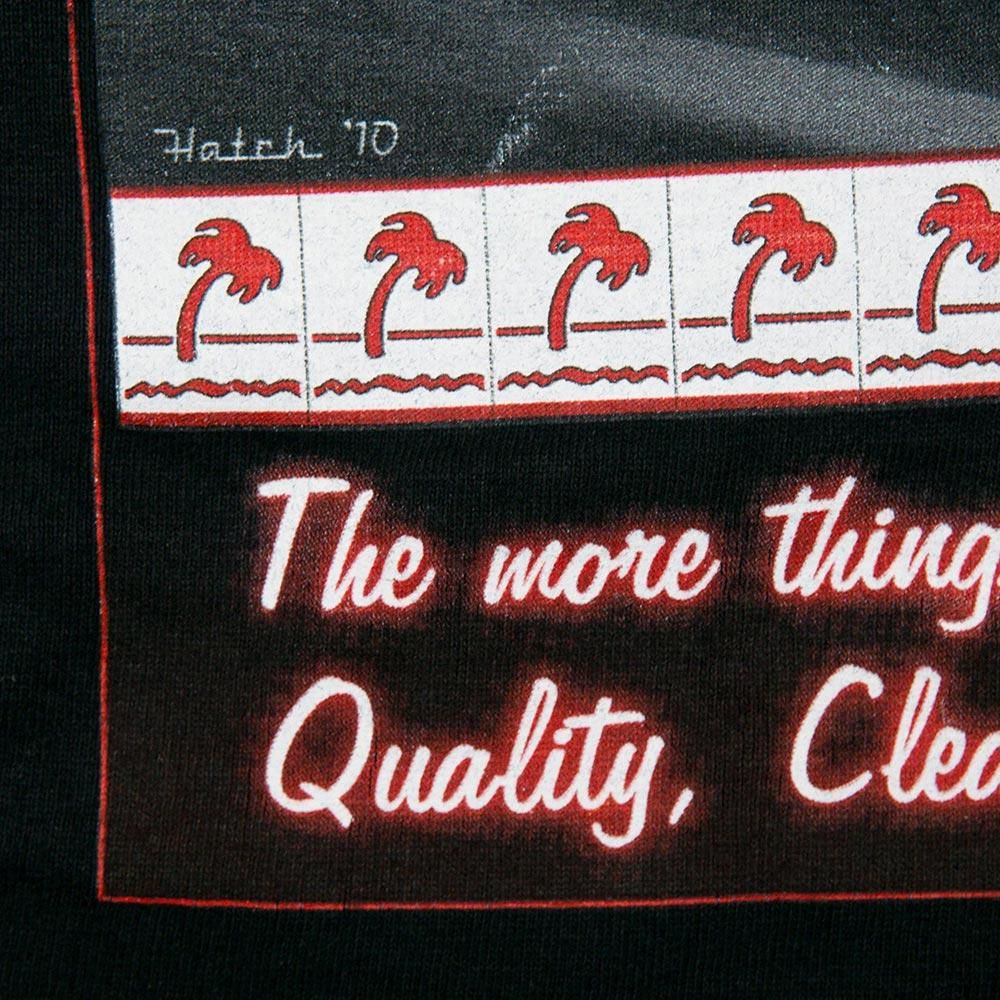 Hatch '10
The more thing
Quality, Clea